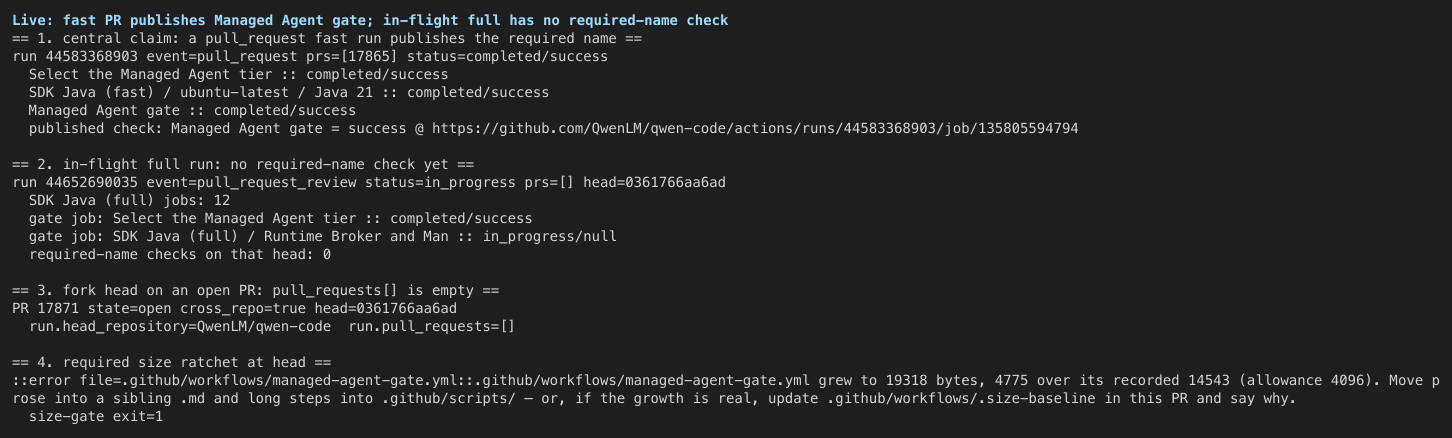 Live: fast PR publishes Managed Agent gate; in-flight full has no required-name check
== 1. central claim: a pull_request fast run publishes the required name ==
run 44583368903 event=pull_request prs=[17865] status=completed/success
  Select the Managed Agent tier :: completed/success
  SDK Java (fast) / ubuntu-latest / Java 21 :: completed/success
  Managed Agent gate :: completed/success
  published check: Managed Agent gate = success @ https://github.com/QwenLM/qwen-code/actions/runs/44583368903/job/135805594794

== 2. in-flight full run: no required-name check yet ==
run 44652690035 event=pull_request_review status=in_progress prs=[] head=0361766aa6ad
  SDK Java (full) jobs: 12
  gate job: Select the Managed Agent tier :: completed/success
  gate job: SDK Java (full) / Runtime Broker and Man :: in_progress/null
  required-name checks on that head: 0

== 3. fork head on an open PR: pull_requests[] is empty ==
PR 17871 state=open cross_repo=true head=0361766aa6ad
  run.head_repository=QwenLM/qwen-code  run.pull_requests=[]

== 4. required size ratchet at head ==
::error file=.github/workflows/managed-agent-gate.yml::.github/workflows/managed-agent-gate.yml grew to 19318 bytes, 4775 over its recorded 14543 (allowance 4096). Move p
rose into a sibling .md and long steps into .github/scripts/ — or, if the growth is real, update .github/workflows/.size-baseline in this PR and say why.
  size-gate exit=1